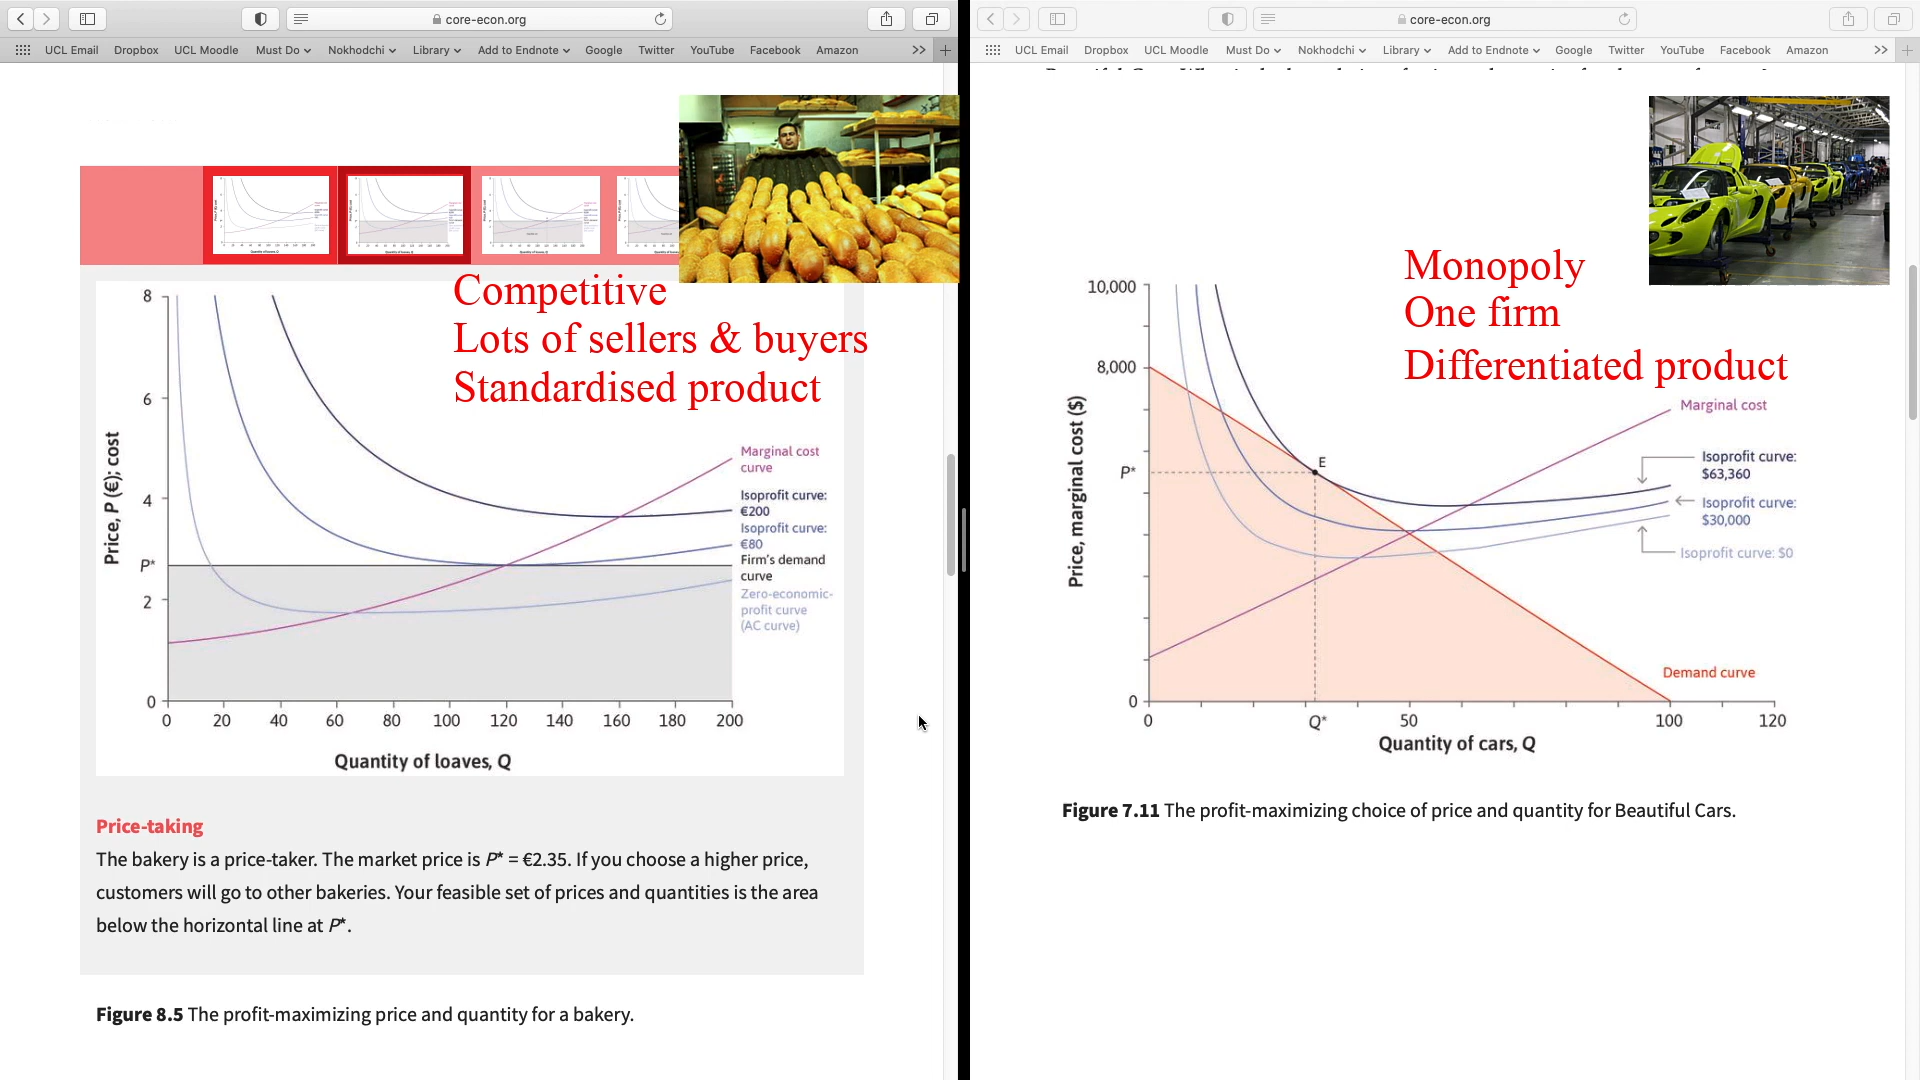 core-econ.org
UCL Email Dropbox UCL Moodle Must Do Nokhodchi Library Add to Endnote Google Twitter YouTube Facebook Amazon
Competitive
Lots of sellers & buyers
Standardised product
8
6
4
P*
2
0
Price, P (€); cost
Marginal cost
curve
Isoprofit curve:
€200
Isoprofit curve:
€80
Firm's demand
curve
Zero-economic-
profit curve
(AC curve)
0 20 40 60 80 100 120 140 160 180 200
Quantity of loaves, Q
Price-taking
The bakery is a price-taker. The market price is P* = €2.35. If you choose a higher price,
customers will go to other bakeries. Your feasible set of prices and quantities is the area
below the horizontal line at P*.
Figure 8.5 The profit-maximizing price and quantity for a bakery.
core-econ.org
UCL Email Dropbox UCL Moodle Must Do Nokhodchi Library Add to Endnote Google Twitter YouTube Facebook Amazon
Monopoly
One firm
Differentiated product
10,000
8,000
P*
0
Price, marginal cost ($)
E
Marginal cost
Isoprofit curve:
$63,360
Isoprofit curve:
$30,000
Isoprofit curve: $0
Demand curve
0 Q* 50 100 120
Quantity of cars, Q
Figure 7.11 The profit-maximizing choice of price and quantity for Beautiful Cars.